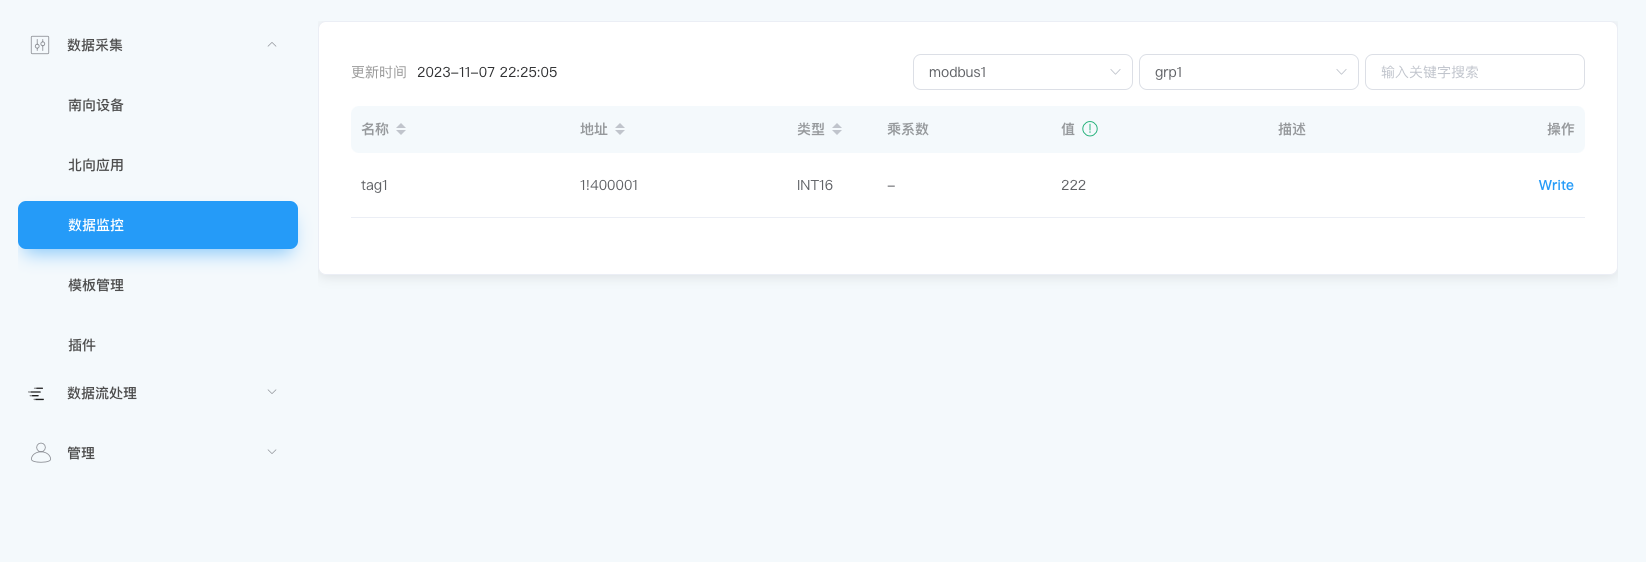 数据采集
南向设备
北向应用
数据监控
模板管理
插件
数据流处理
管理
更新时间 2023-11-07 22:25:05 modbus1 grp1 输入关键字搜索
名称 地址 类型 乘系数 值 描述 操作
tag1 1!400001 INT16 - 222 Write